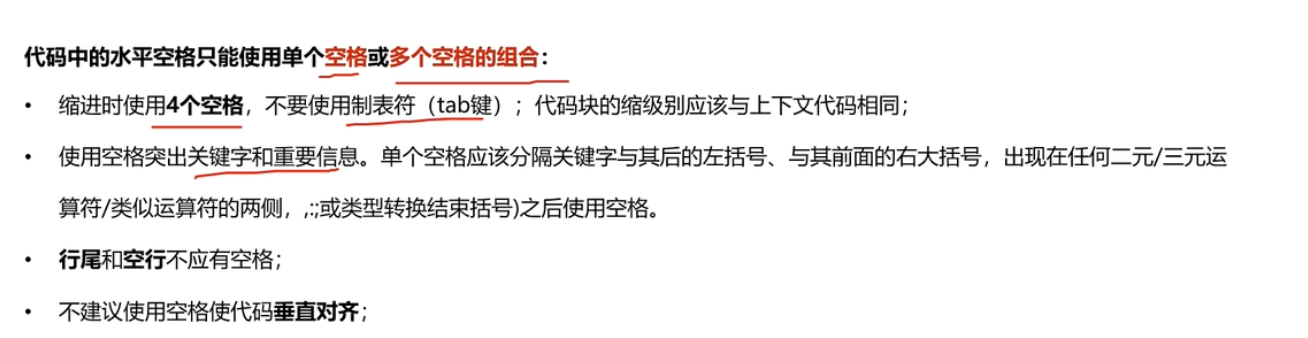 代码中的水平空格只能使用单个空格或多个空格的组合：
• 缩进时使用4个空格，不要使用制表符（tab键）；代码块的缩级别应该与上下文代码相同；
• 使用空格突出关键字和重要信息。单个空格应该分隔关键字与其后的左括号、与其前面的右大括号，出现在任何二元/三元运
算符/类似运算符的两侧，,:;或类型转换结束括号)之后使用空格。
• 行尾和空行不应有空格；
• 不建议使用空格使代码垂直对齐；